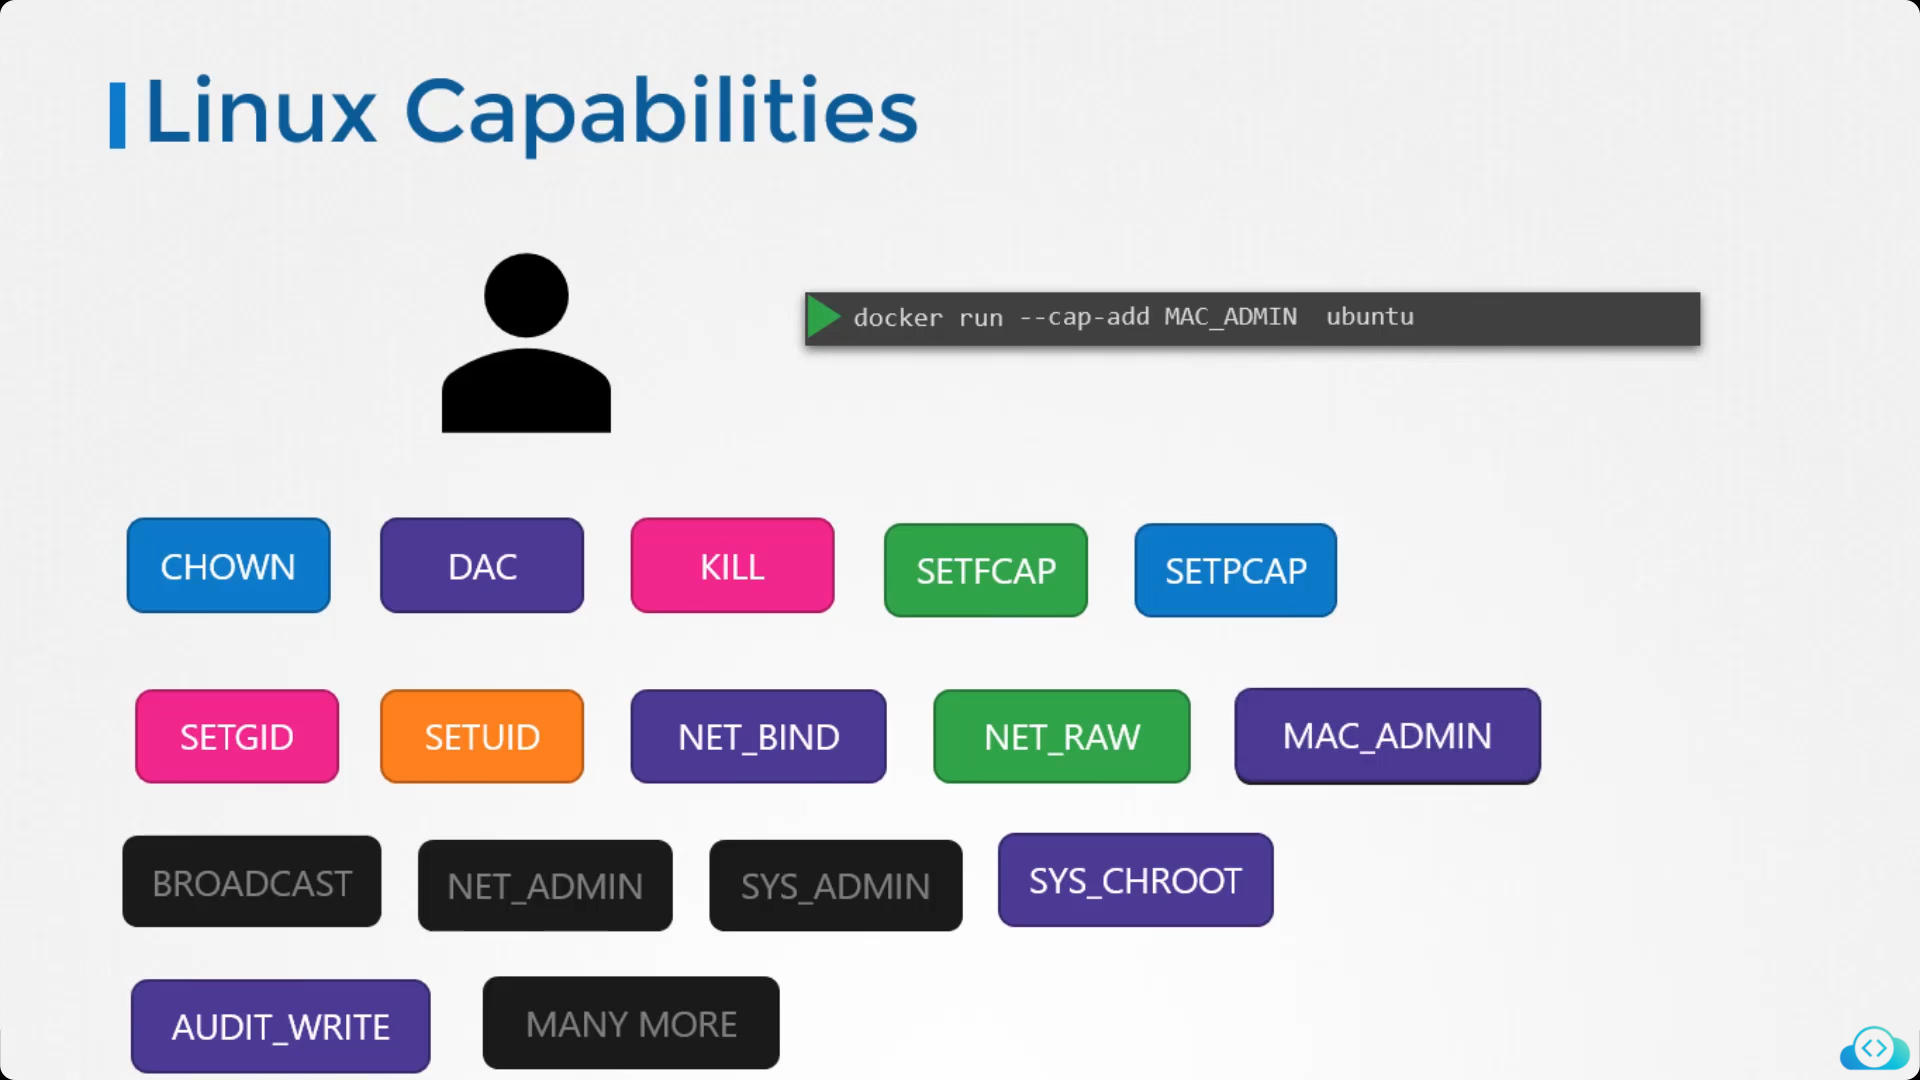 Linux Capabilities
docker run --cap-add MAC_ADMIN  ubuntu
CHOWN
DAC
KILL
SETFCAP
SETPCAP
SETGID
SETUID
NET_BIND
NET_RAW
MAC_ADMIN
BROADCAST
NET_ADMIN
SYS_ADMIN
SYS_CHROOT
AUDIT_WRITE
MANY MORE